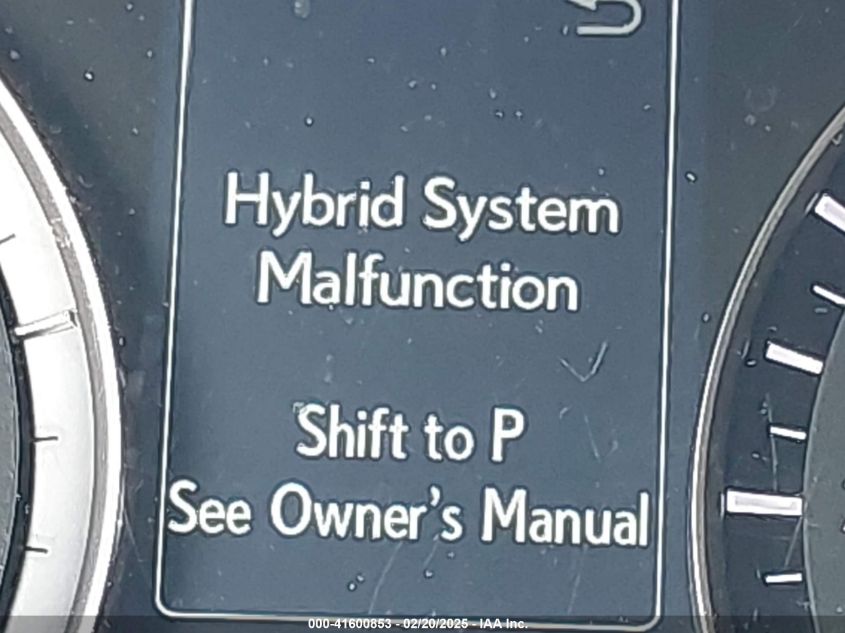 Hybrid System
Malfunction
Shift to P
See Owner's Manual
000-41600853 - 02/20/2025 - IAA Inc.